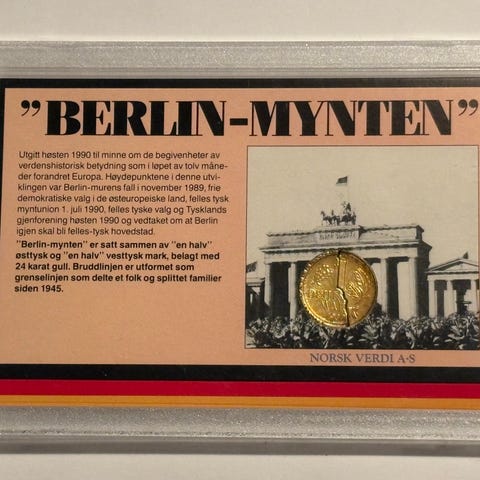 "BERLIN-MYNTEN"
Utgitt høsten 1990 til minne om de begivenheter av
verdenshistorisk betydning som i løpet av tolv måne-
der forandret Europa. Høydepunktene i denne utvi-
klingen var Berlin-murens fall i november 1989, frie
demokratiske valg i de østeuropeiske land, felles tysk
myntunion 1. juli 1990, felles tyske valg og Tysklands
gjenforening høsten 1990 og vedtaket om at Berlin
igjen skal bli felles-tysk hovedstad.
"Berlin-mynten" er satt sammen av "en halv"
østtysk og "en halv" vesttysk mark, belagt med
24 karat gull. Bruddlinjen er utformet som
grenselinjen som delte et folk og splittet familier
siden 1945.
NORSK VERDI A-S